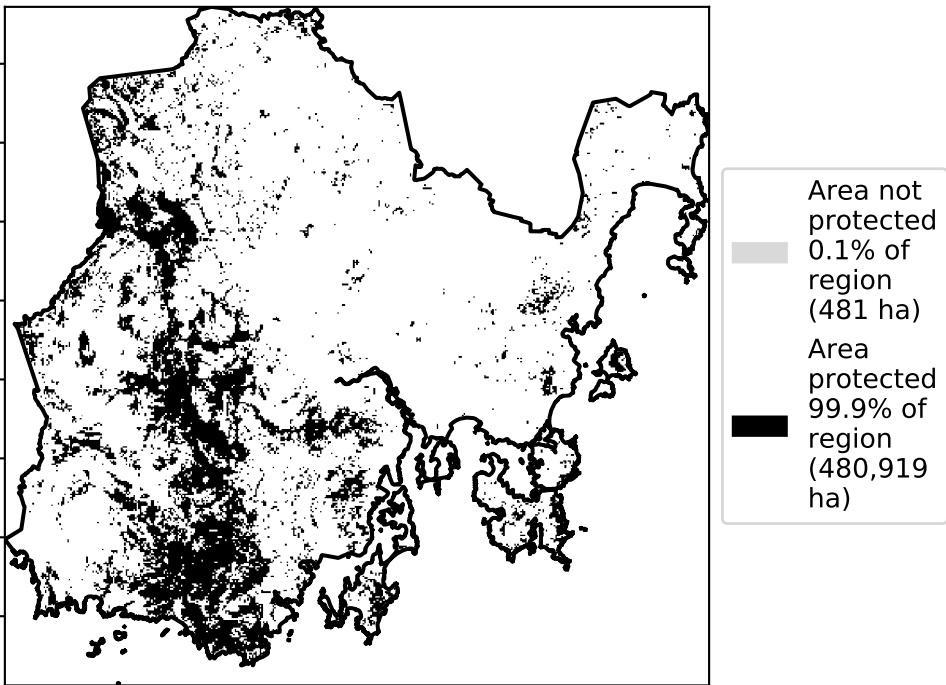 Area not
protected
0.1% of
region
(481 ha)
Area
protected
99.9% of
region
(480,919
ha)